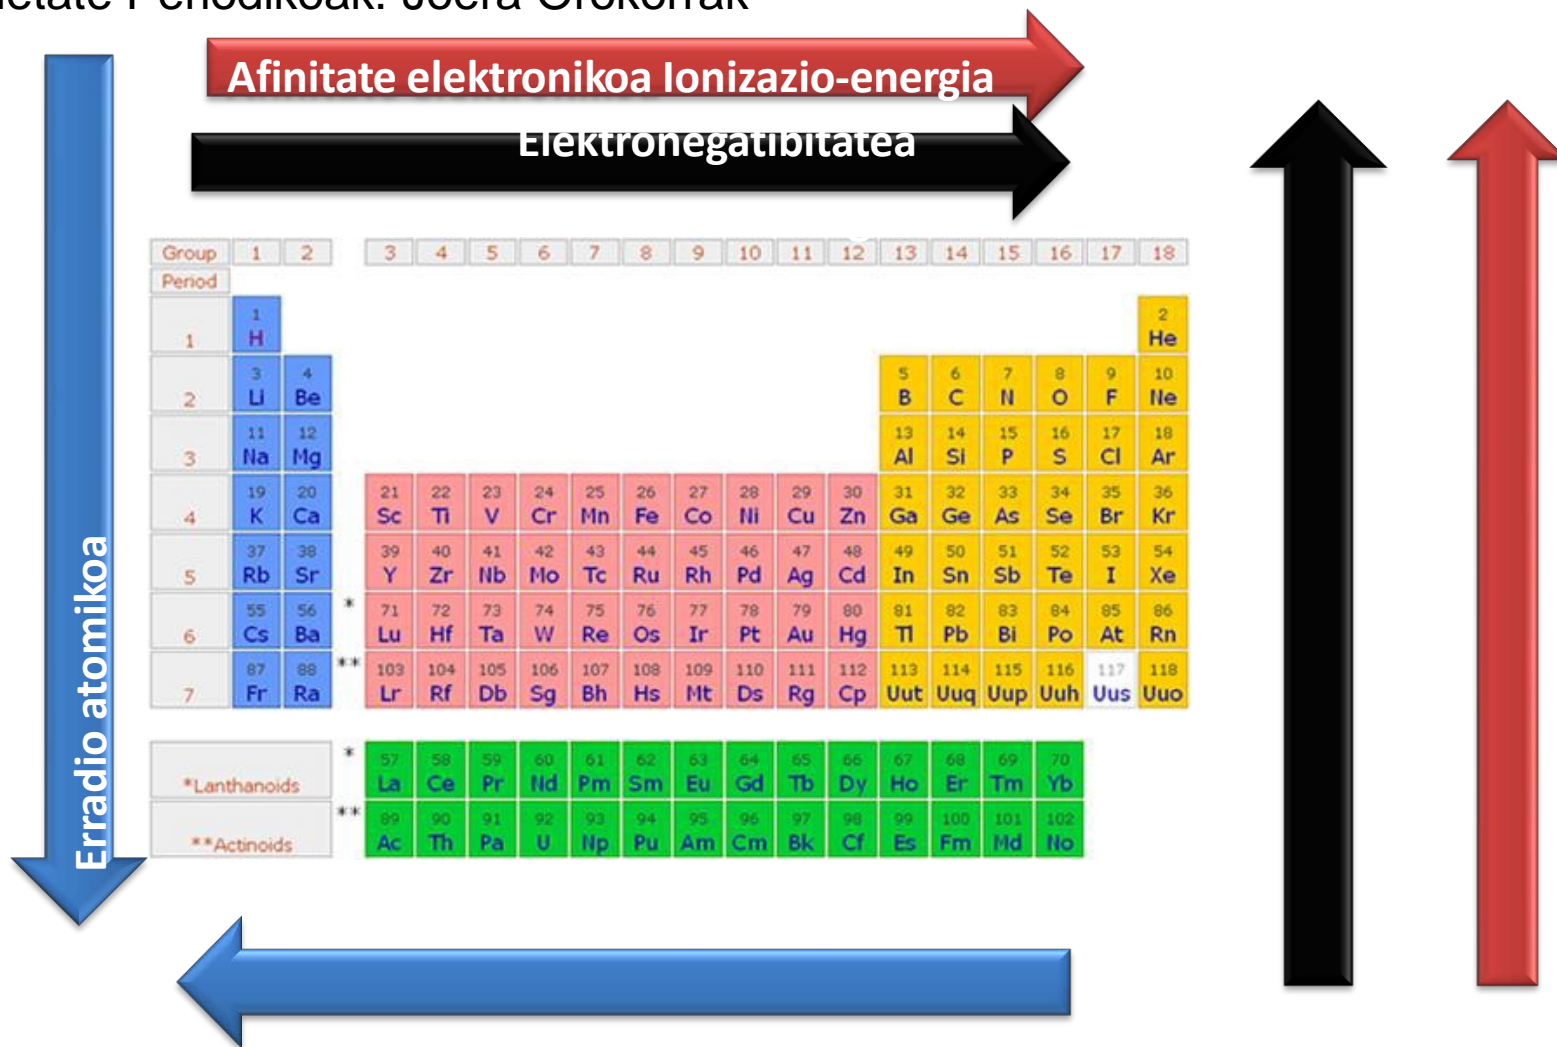 Periodikoak. Joera Orokorrak
Afinitate elektronikoa Ionizazio-energia
Elektronegatibitatea
Erradio atomikoa
Group 1 2 3 4 5 6 7 8 9 10 11 12 13 14 15 16 17 18
Period
1 2
1 H He
3 4 5 6 7 8 9 10
2 Li Be B C N O F Ne
11 12 13 14 15 16 17 18
3 Na Mg Al Si P S Cl Ar
19 20 21 22 23 24 25 26 27 28 29 30 31 32 33 34 35 36
4 K Ca Sc Ti V Cr Mn Fe Co Ni Cu Zn Ga Ge As Se Br Kr
37 38 39 40 41 42 43 44 45 46 47 48 49 50 51 52 53 54
5 Rb Sr Y Zr Nb Mo Tc Ru Rh Pd Ag Cd In Sn Sb Te I Xe
55 56 * 71 72 73 74 75 76 77 78 79 80 81 82 83 84 85 86
6 Cs Ba Lu Hf Ta W Re Os Ir Pt Au Hg Tl Pb Bi Po At Rn
87 88 ** 103 104 105 106 107 108 109 110 111 112 113 114 115 116 117 118
7 Fr Ra Lr Rf Db Sg Bh Hs Mt Ds Rg Cp Uut Uuq Uup Uuh Uus Uuo
* 57 58 59 60 61 62 63 64 65 66 67 68 69 70
*Lanthanoids La Ce Pr Nd Pm Sm Eu Gd Tb Dy Ho Er Tm Yb
** 89 90 91 92 93 94 95 96 97 98 99 100 101 102
**Actinoids Ac Th Pa U Np Pu Am Cm Bk Cf Es Fm Md No